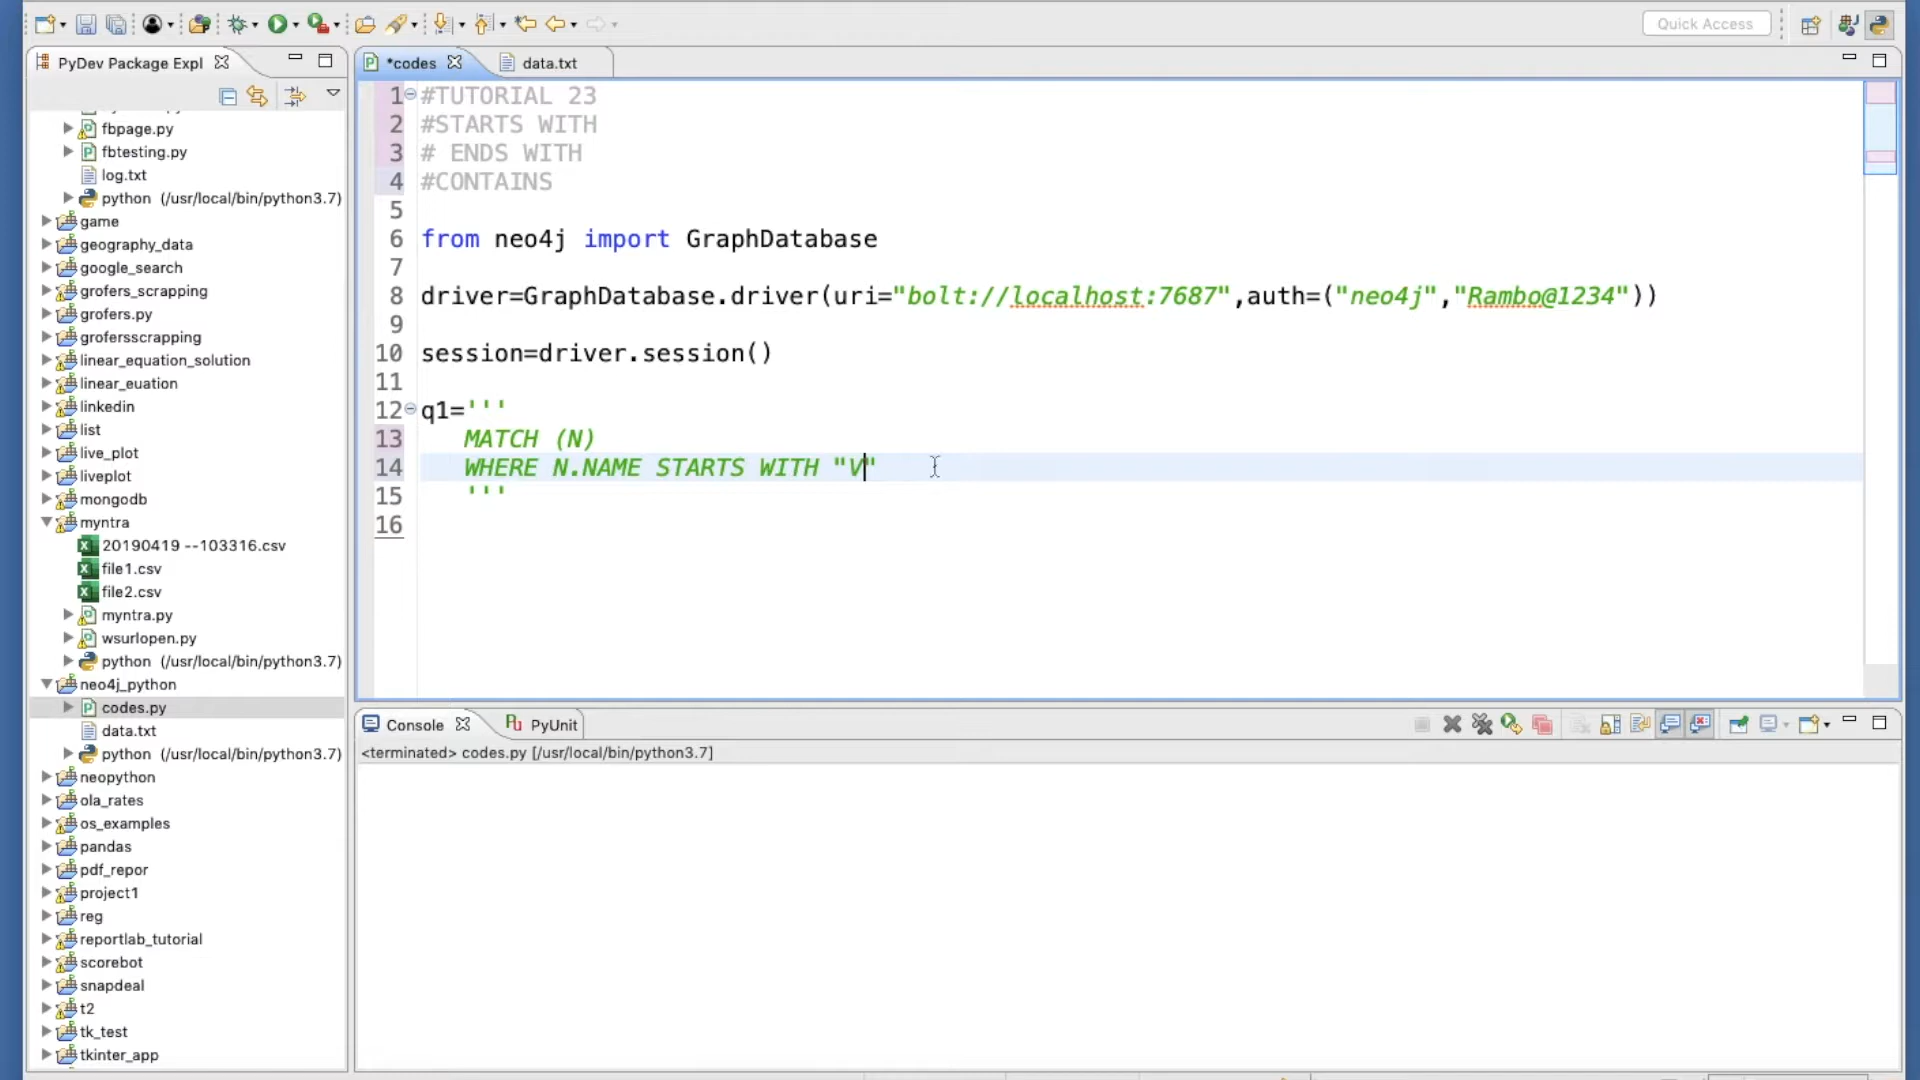 Quick Access
PyDev Package Expl
*codes
data.txt
fbpage.py
fbtesting.py
log.txt
python (/usr/local/bin/python3.7)
game
geography_data
google_search
grofers_scrapping
grofers.py
grofersscrapping
linear_equation_solution
linear_euation
linkedin
list
live_plot
liveplot
mongodb
myntra
20190419 --103316.csv
file1.csv
file2.csv
myntra.py
wsurlopen.py
python (/usr/local/bin/python3.7)
neo4j_python
codes.py
data.txt
python (/usr/local/bin/python3.7)
neopython
ola_rates
os_examples
pandas
pdf_repor
project1
reg
reportlab_tutorial
scorebot
snapdeal
t2
tk_test
tkinter_app
1 #TUTORIAL 23
2 #STARTS WITH
3 # ENDS WITH
4 #CONTAINS
5
6 from neo4j import GraphDatabase
7
8 driver=GraphDatabase.driver(uri="bolt://localhost:7687",auth=("neo4j","Rambo@1234"))
9
10 session=driver.session()
11
12 q1='''
13 MATCH (N)
14 WHERE N.NAME STARTS WITH "V"
15 '''
16
Console
PyUnit
<terminated> codes.py [/usr/local/bin/python3.7]